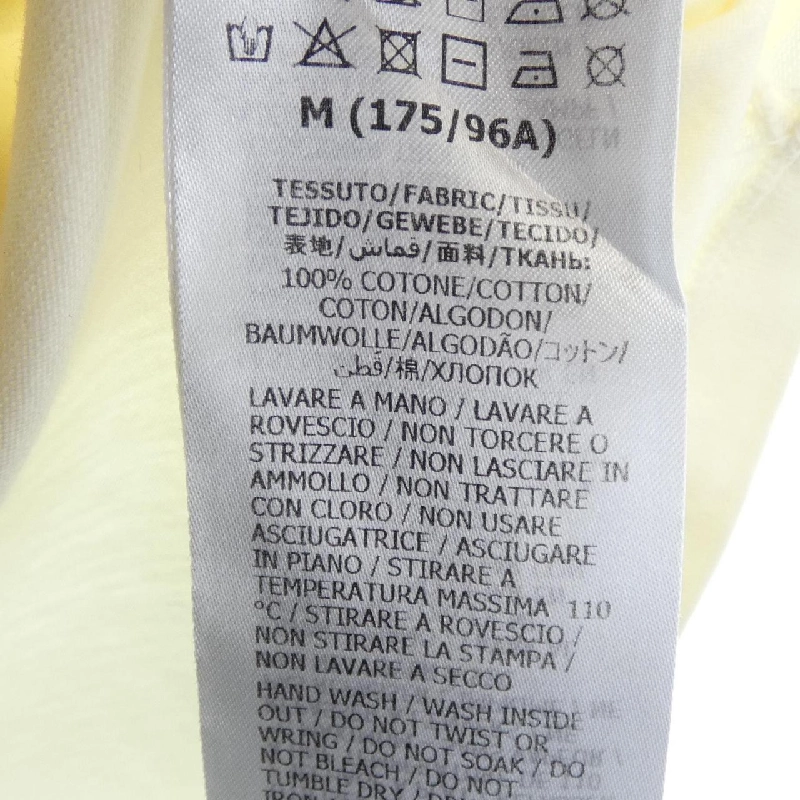 M (175/96A)
TESSUTO/FABRIC/TISSU/
TEJIDO/GEWEBE/TECIDO/
表地/قماش/面料/ТКАНЬ:
100% COTONE/COTTON/
COTON/ALGODON/
BAUMWOLLE/ALGODÃO/コットン/
قطن/棉/ХЛОПОК
LAVARE A MANO / LAVARE A
ROVESCIO / NON TORCERE O
STRIZZARE / NON LASCIARE IN
AMMOLLO / NON TRATTARE
CON CLORO / NON USARE
ASCIUGATRICE / ASCIUGARE
IN PIANO / STIRARE A
TEMPERATURA MASSIMA 110
°C / STIRARE A ROVESCIO /
NON STIRARE LA STAMPA /
NON LAVARE A SECCO
HAND WASH / WASH INSIDE
OUT / DO NOT TWIST OR
WRING / DO NOT SOAK / DO
NOT BLEACH / DO NOT
TUMBLE DRY /